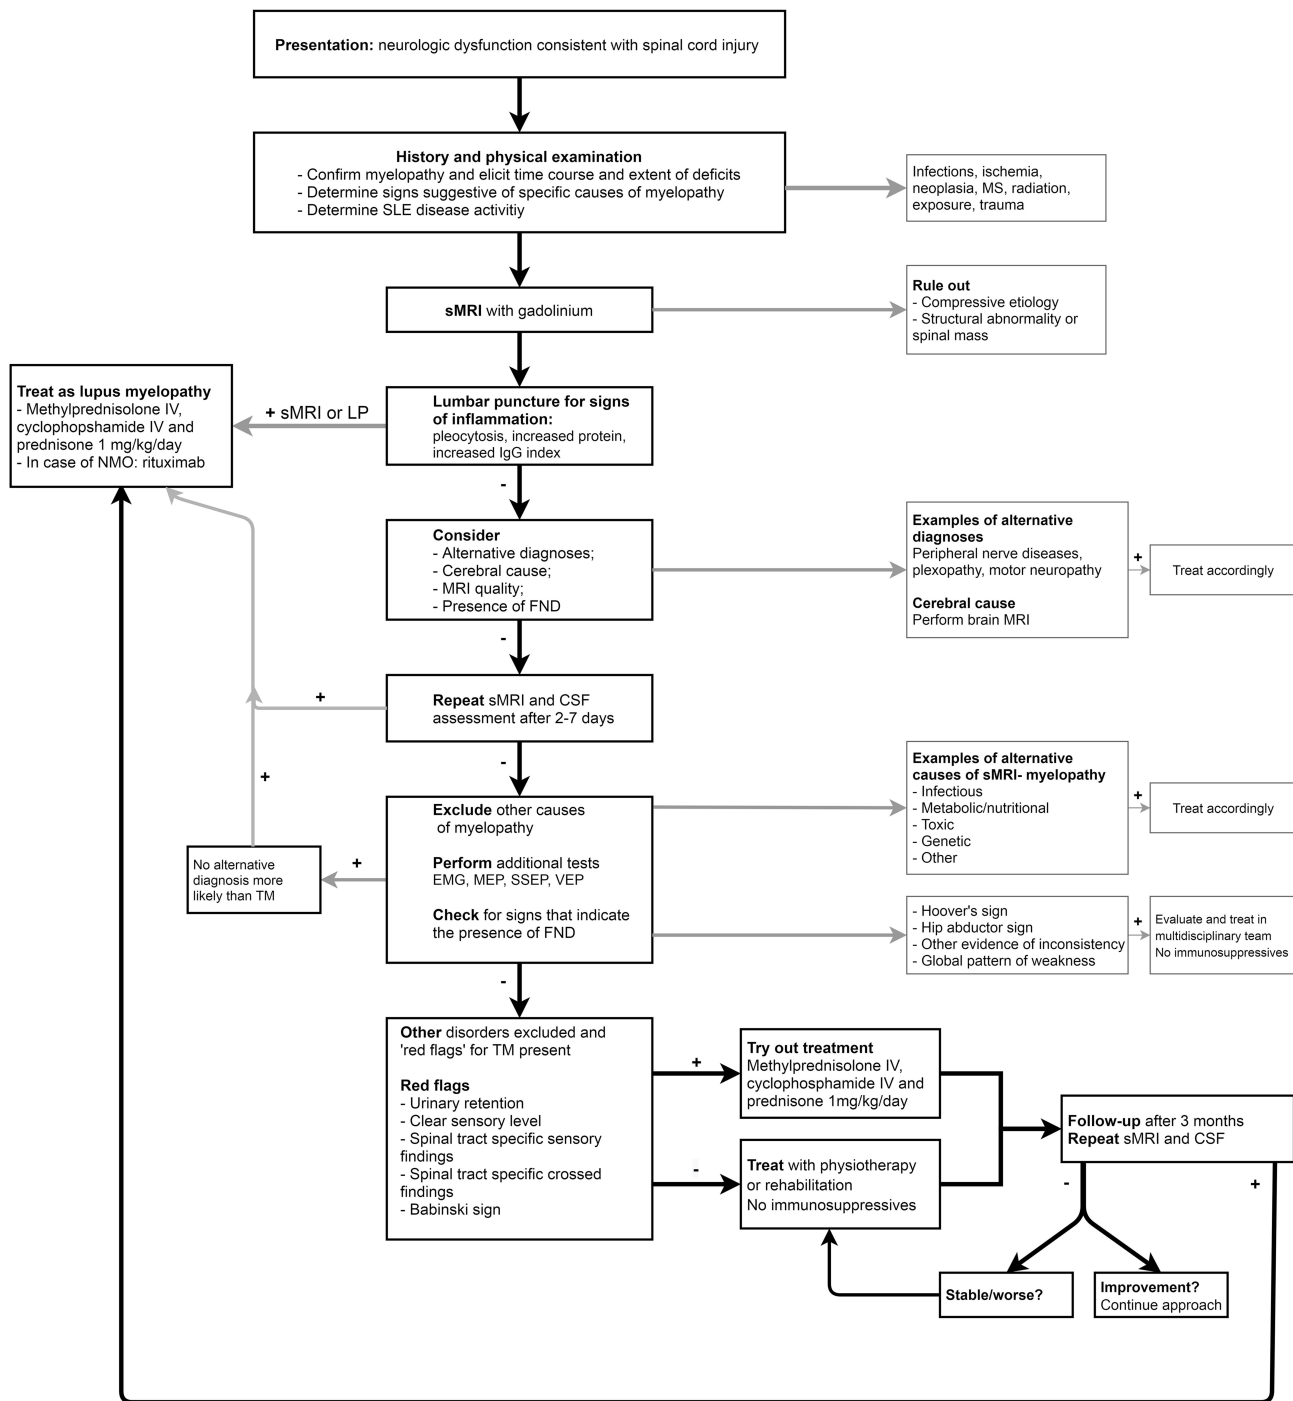 Presentation: neurologic dysfunction consistent with spinal cord injury
History and physical examination
- Confirm myelopathy and elicit time course and extent of deficits
- Determine signs suggestive of specific causes of myelopathy
- Determine SLE disease activitiy
Infections, ischemia,
neoplasia, MS, radiation,
exposure, trauma
sMRI with gadolinium
Rule out
- Compressive etiology
- Structural abnormality or
spinal mass
Treat as lupus myelopathy
- Methylprednisolone IV,
cyclophopshamide IV and
prednisone 1 mg/kg/day
- In case of NMO: rituximab
+ sMRI or LP
Lumbar puncture for signs
of inflammation:
pleocytosis, increased protein,
increased IgG index
-
Consider
- Alternative diagnoses;
- Cerebral cause;
- MRI quality;
- Presence of FND
Examples of alternative
diagnoses
Peripheral nerve diseases,
plexopathy, motor neuropathy
Cerebral cause
Perform brain MRI
+
Treat accordingly
-
+
Repeat sMRI and CSF
assessment after 2-7 days
-
+
Exclude other causes
of myelopathy
Perform additional tests
EMG, MEP, SSEP, VEP
Check for signs that indicate
the presence of FND
Examples of alternative
causes of sMRI- myelopathy
- Infectious
- Metabolic/nutritional
- Toxic
- Genetic
- Other
+
Treat accordingly
No alternative
diagnosis more
likely than TM
+
- Hoover's sign
- Hip abductor sign
- Other evidence of inconsistency
- Global pattern of weakness
+
Evaluate and treat in
multidisciplinary team
No immunosuppressives
-
Other disorders excluded and
'red flags' for TM present
Red flags
- Urinary retention
- Clear sensory level
- Spinal tract specific sensory
findings
- Spinal tract specific crossed
findings
- Babinski sign
+
Try out treatment
Methylprednisolone IV,
cyclophosphamide IV and
prednisone 1mg/kg/day
-
Treat with physiotherapy
or rehabilitation
No immunosuppressives
Follow-up after 3 months
Repeat sMRI and CSF
-
+
Stable/worse?
Improvement?
Continue approach